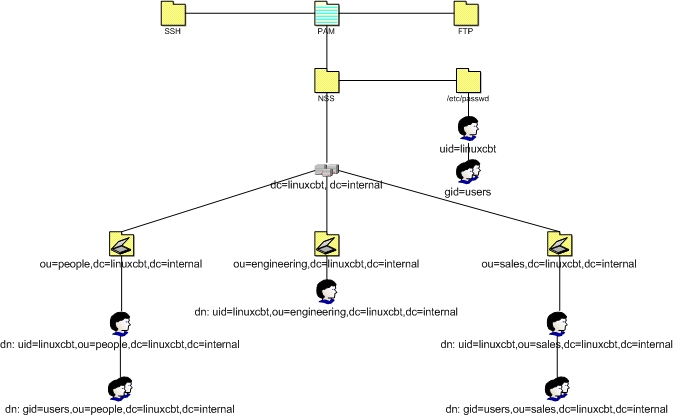 SSH
PAM
FTP
NSS
/etc/passwd
uid=linuxcbt
gid=users
dc=linuxcbt, dc=internal
ou=people,dc=linuxcbt,dc=internal
ou=engineering,dc=linuxcbt,dc=internal
ou=sales,dc=linuxcbt,dc=internal
dn: uid=linuxcbt,ou=engineering,dc=linuxcbt,dc=internal
dn: uid=linuxcbt,ou=people,dc=linuxcbt,dc=internal
dn: uid=linuxcbt,ou=sales,dc=linuxcbt,dc=internal
dn: gid=users,ou=people,dc=linuxcbt,dc=internal
dn: gid=users,ou=sales,dc=linuxcbt,dc=internal